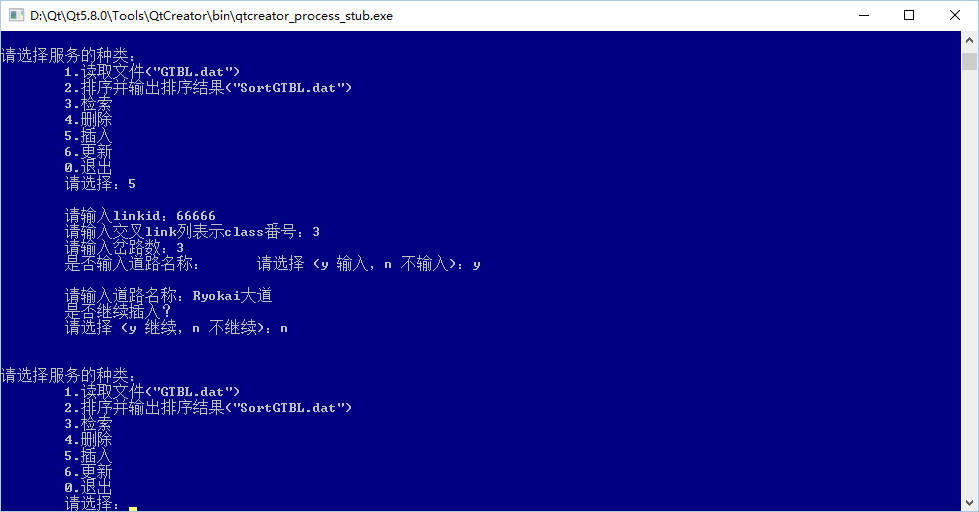 D:\Qt\Qt5.8.0\Tools\QtCreator\bin\qtcreator_process_stub.exe
请选择服务的种类：
1.读取文件("GTBL.dat")
2.排序并输出排序结果("SortGTBL.dat")
3.检索
4.删除
5.插入
6.更新
0.退出
请选择：5
请输入linkid：66666
请输入交叉link列表示class番号：3
请输入岔路数：3
是否输入道路名称： 请选择 (y 输入，n 不输入)：y
请输入道路名称：Ryokai大道
是否继续插入？
请选择 (y 继续，n 不继续)：n
请选择服务的种类：
1.读取文件("GTBL.dat")
2.排序并输出排序结果("SortGTBL.dat")
3.检索
4.删除
5.插入
6.更新
0.退出
请选择：